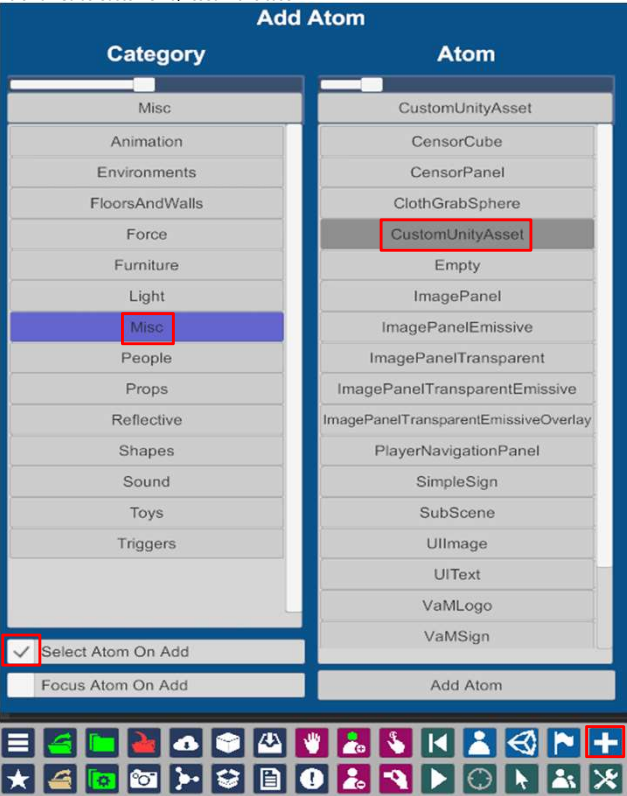 Add Atom
Category
Atom
Misc
CustomUnityAsset
Animation
Environments
FloorsAndWalls
Force
Furniture
Light
Misc
People
Props
Reflective
Shapes
Sound
Toys
Triggers
CensorCube
CensorPanel
ClothGrabSphere
CustomUnityAsset
Empty
ImagePanel
ImagePanelEmissive
ImagePanelTransparent
ImagePanelTransparentEmissive
ImagePanelTransparentEmissiveOverlay
PlayerNavigationPanel
SimpleSign
SubScene
UIImage
UIText
VaMLogo
VaMSign
Select Atom On Add
Focus Atom On Add
Add Atom